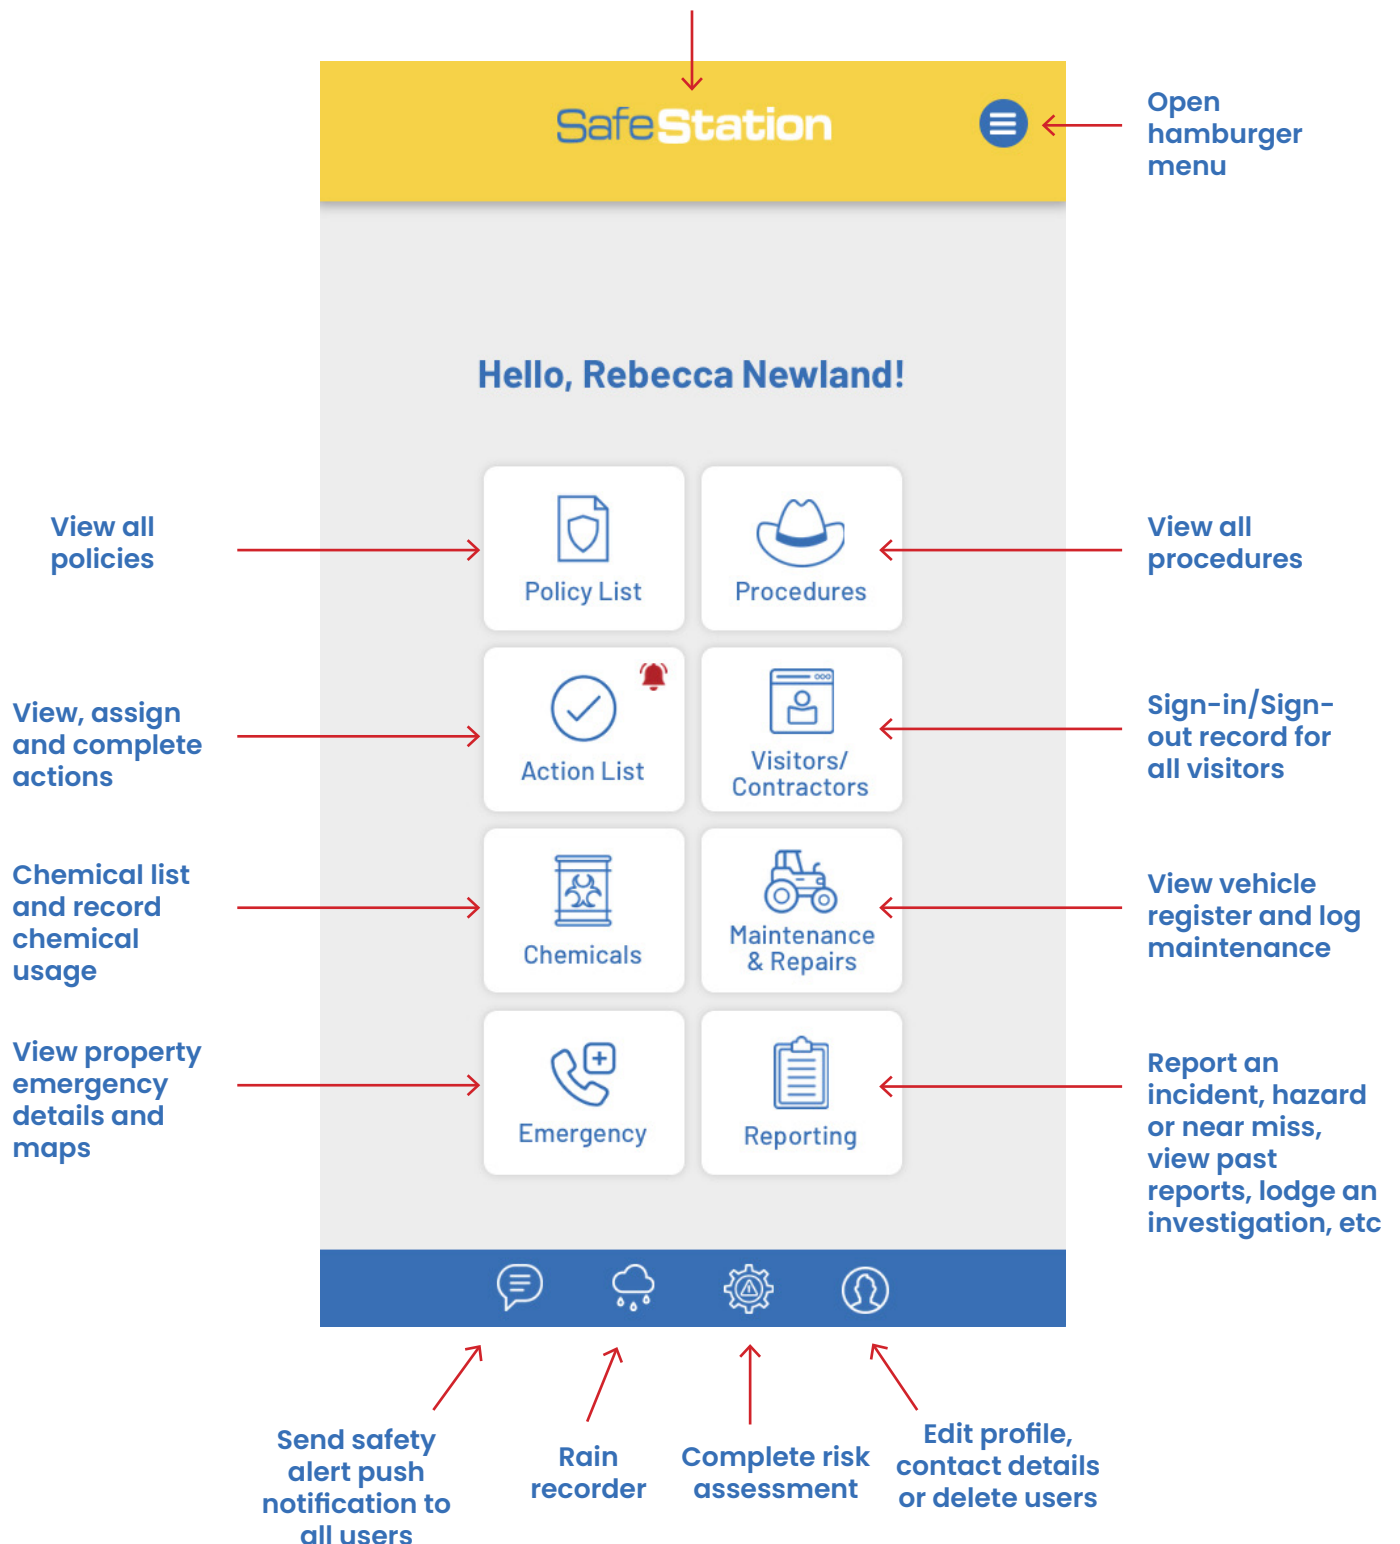 SafeStation
Open
hamburger
menu
Hello, Rebecca Newland!
View all
policies
Policy List
Procedures
View all
procedures
View, assign
and complete
actions
Action List
Visitors/
Contractors
Sign-in/Sign-
out record for
all visitors
Chemical list
and record
chemical
usage
Chemicals
Maintenance
& Repairs
View vehicle
register and log
maintenance
View property
emergency
details and
maps
Emergency
Reporting
Report an
incident, hazard
or near miss,
view past
reports, lodge an
investigation, etc
Send safety
alert push
notification to
all users
Rain
recorder
Complete risk
assessment
Edit profile,
contact details
or delete users